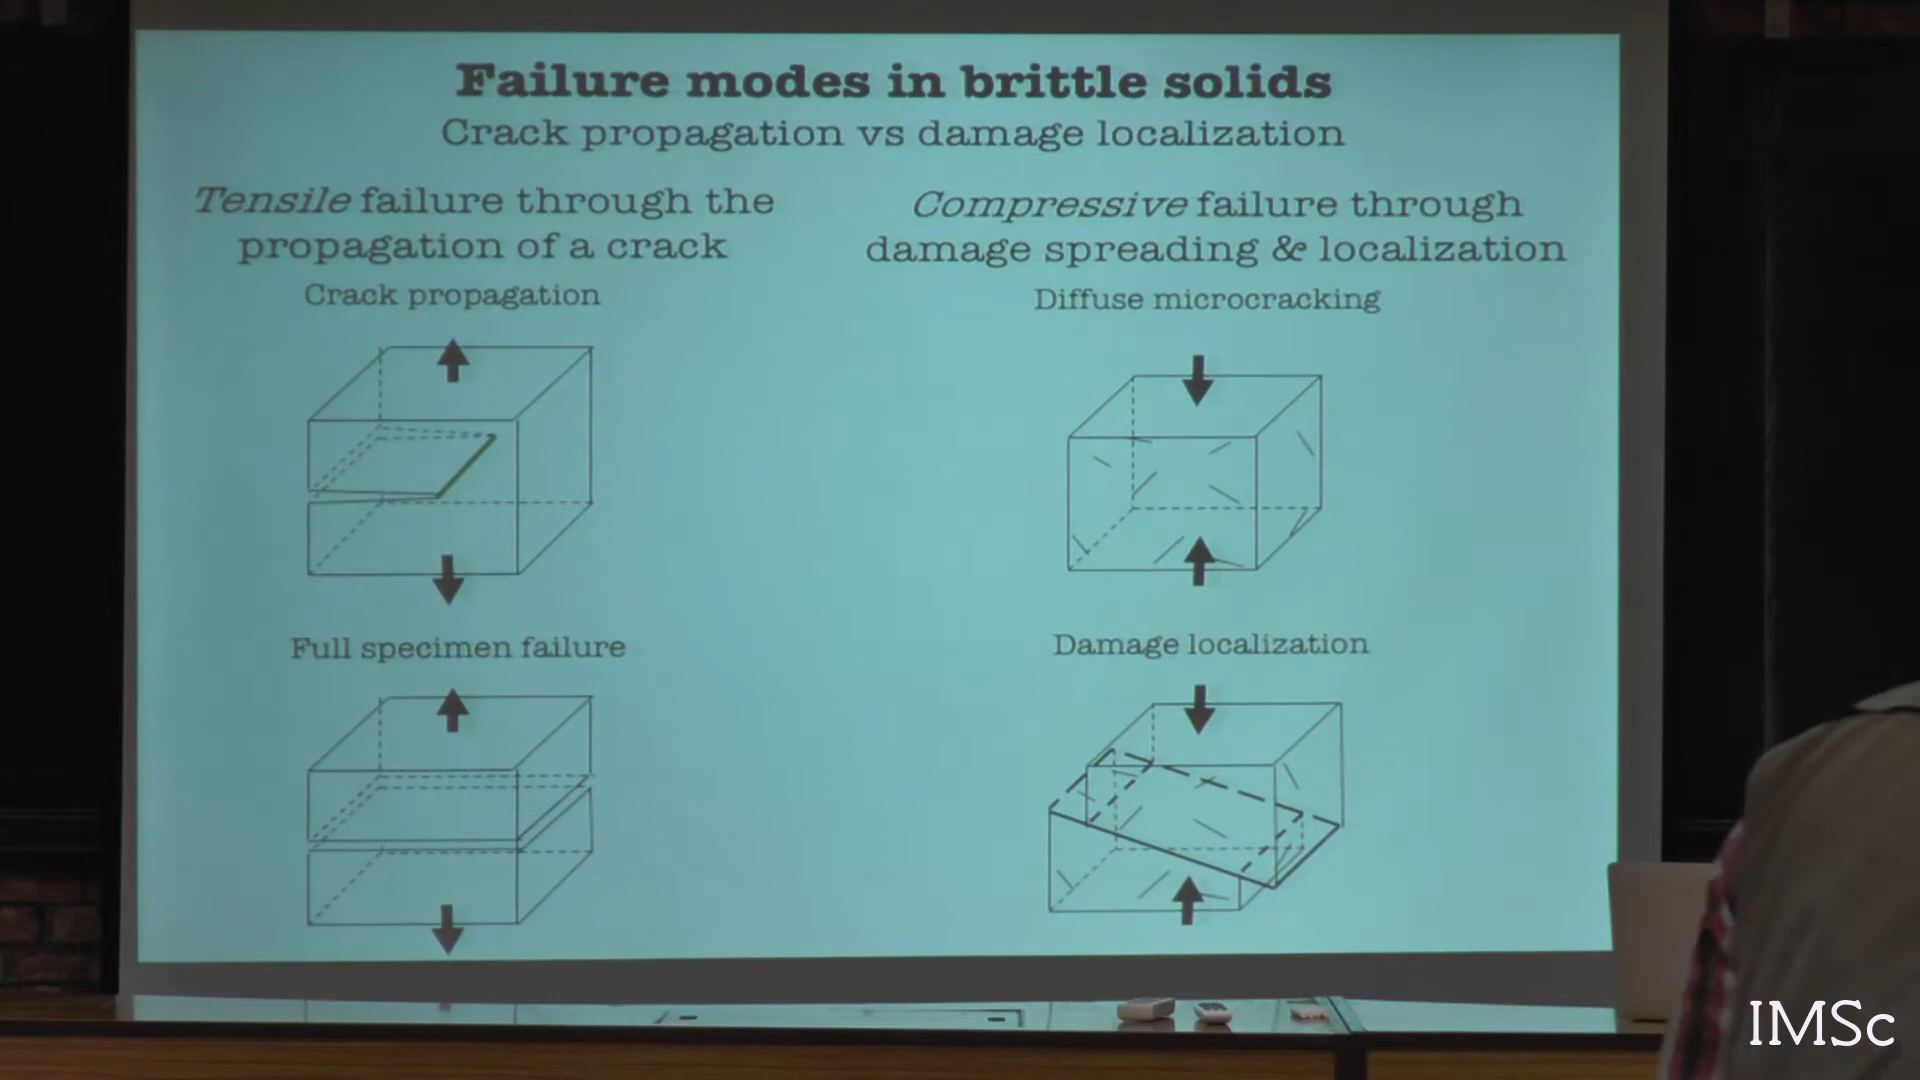 Failure modes in brittle solids
Crack propagation vs damage localization
Tensile failure through the
propagation of a crack
Crack propagation
Full specimen failure
Compressive failure through
damage spreading & localization
Diffuse microcracking
Damage localization
IMSc